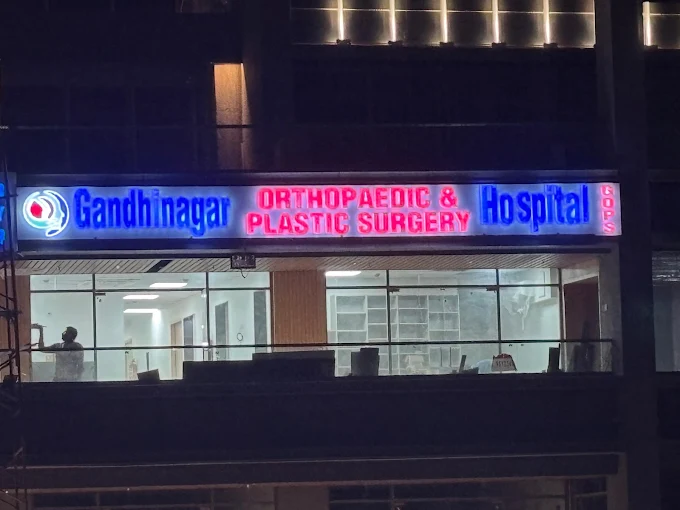 Gandhinagar ORTHOPAEDIC & PLASTIC SURGERY Hospital
GOPS